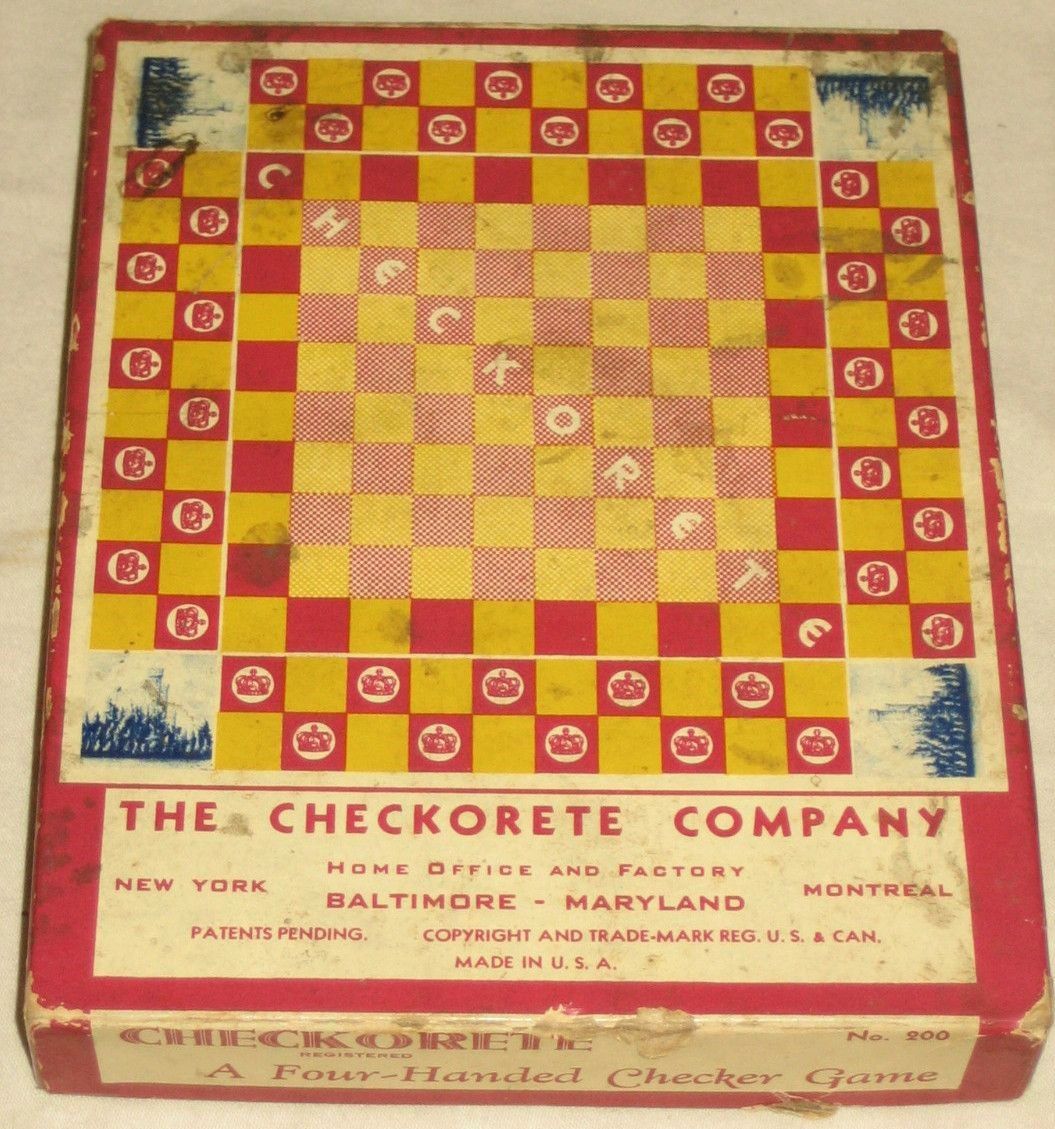 CHECKORETE
THE CHECKORETE COMPANY
HOME OFFICE AND FACTORY
NEW YORK BALTIMORE - MARYLAND MONTREAL
PATENTS PENDING. COPYRIGHT AND TRADE-MARK REG. U. S. & CAN.
MADE IN U. S. A.
CHECKORETE No. 200
REGISTERED
A Four-Handed Checker Game